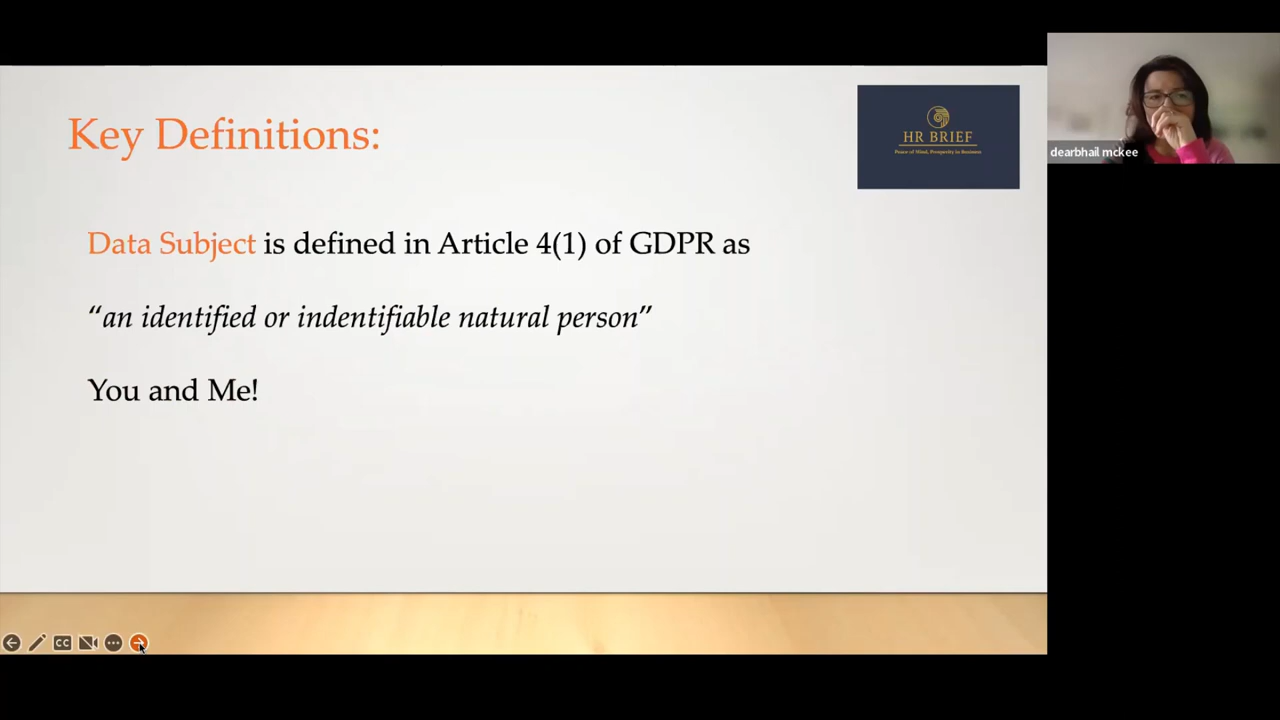 Key Definitions:
HR BRIEF
Peace of Mind, Prosperity in Business
dearbhail mckee
Data Subject is defined in Article 4(1) of GDPR as
“an identified or indentifiable natural person”
You and Me!
CC